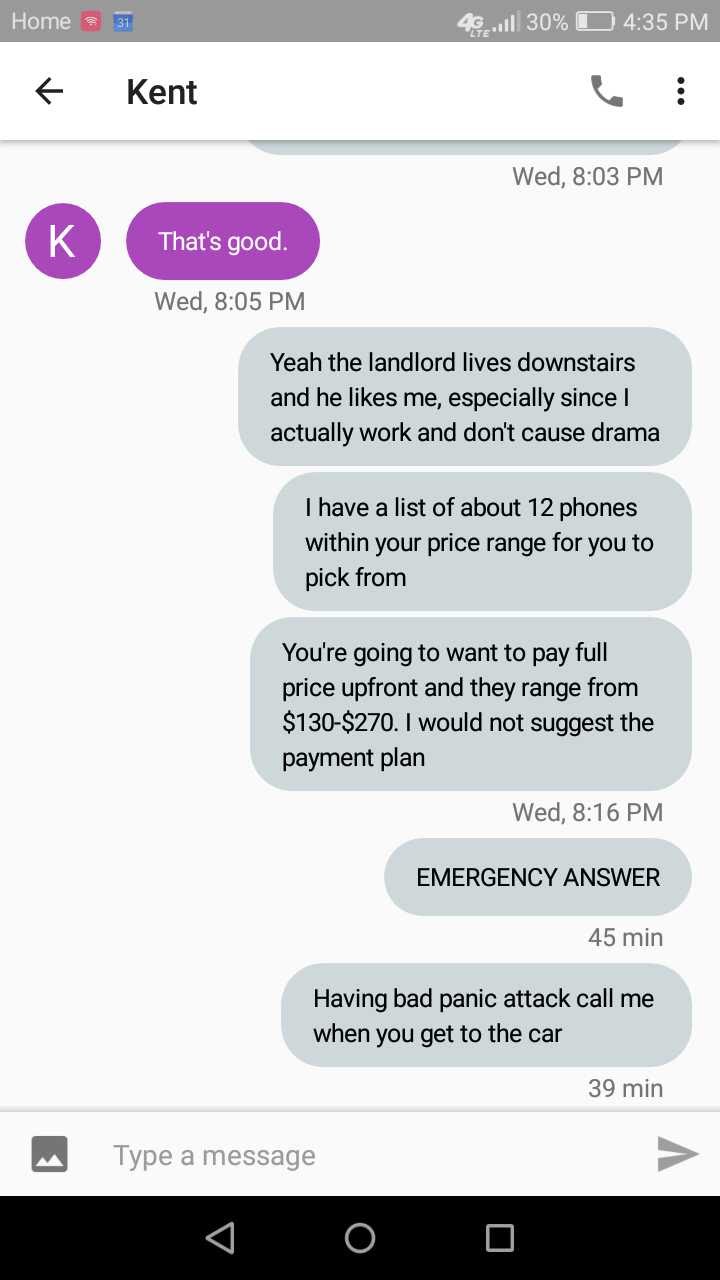 Home 31 4G LTE 30% 4:35 PM
Kent
Wed, 8:03 PM
K That's good.
Wed, 8:05 PM
Yeah the landlord lives downstairs
and he likes me, especially since I
actually work and don't cause drama
I have a list of about 12 phones
within your price range for you to
pick from
You're going to want to pay full
price upfront and they range from
$130-$270. I would not suggest the
payment plan
Wed, 8:16 PM
EMERGENCY ANSWER
45 min
Having bad panic attack call me
when you get to the car
39 min
Type a message